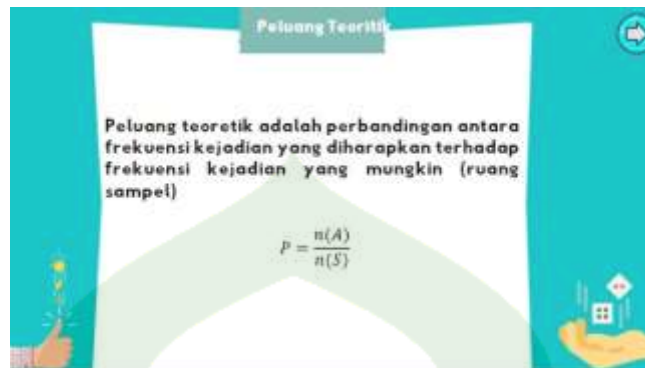 Peluang Teoritik
Peluang teoretik adalah perbandingan antara
frekuensi kejadian yang diharapkan terhadap
frekuensi kejadian yang mungkin (ruang
sampel)
P = n(A)/n(S)